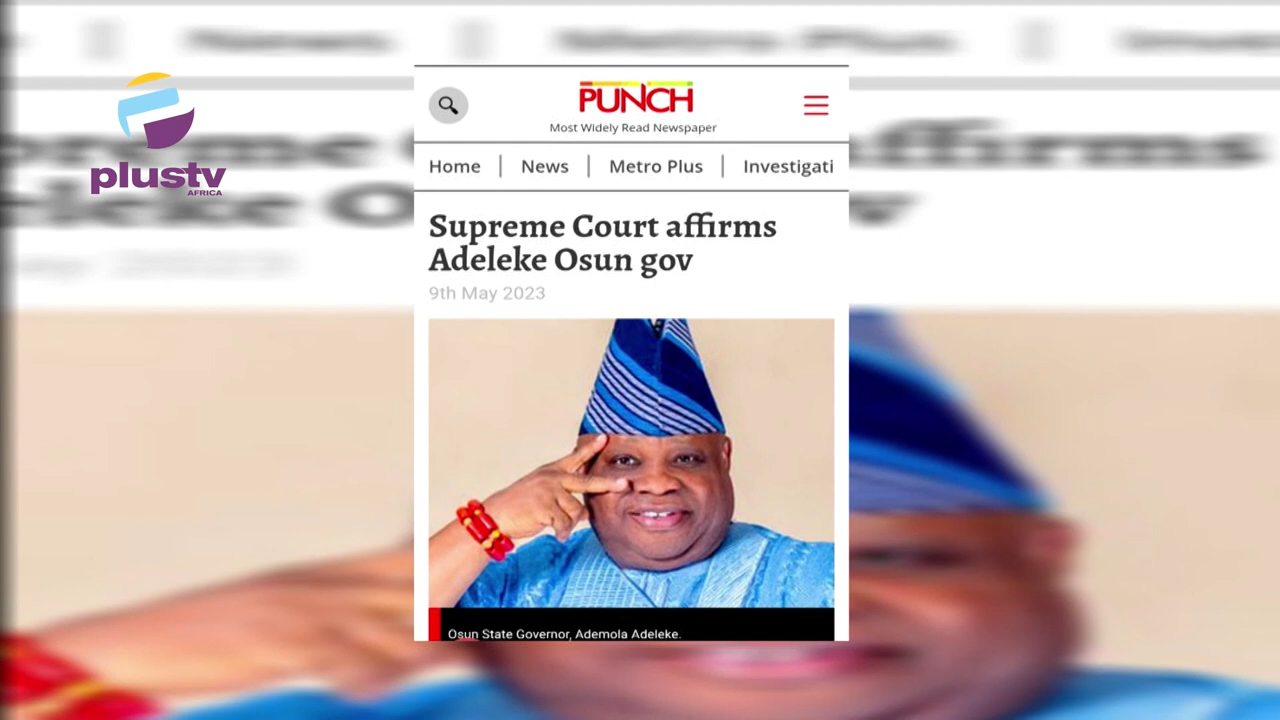 plustv
AFRICA
PUNCH
Most Widely Read Newspaper
Home | News | Metro Plus | Investigati
Supreme Court affirms
Adeleke Osun gov
9th May 2023
Osun State Governor, Ademola Adeleke.